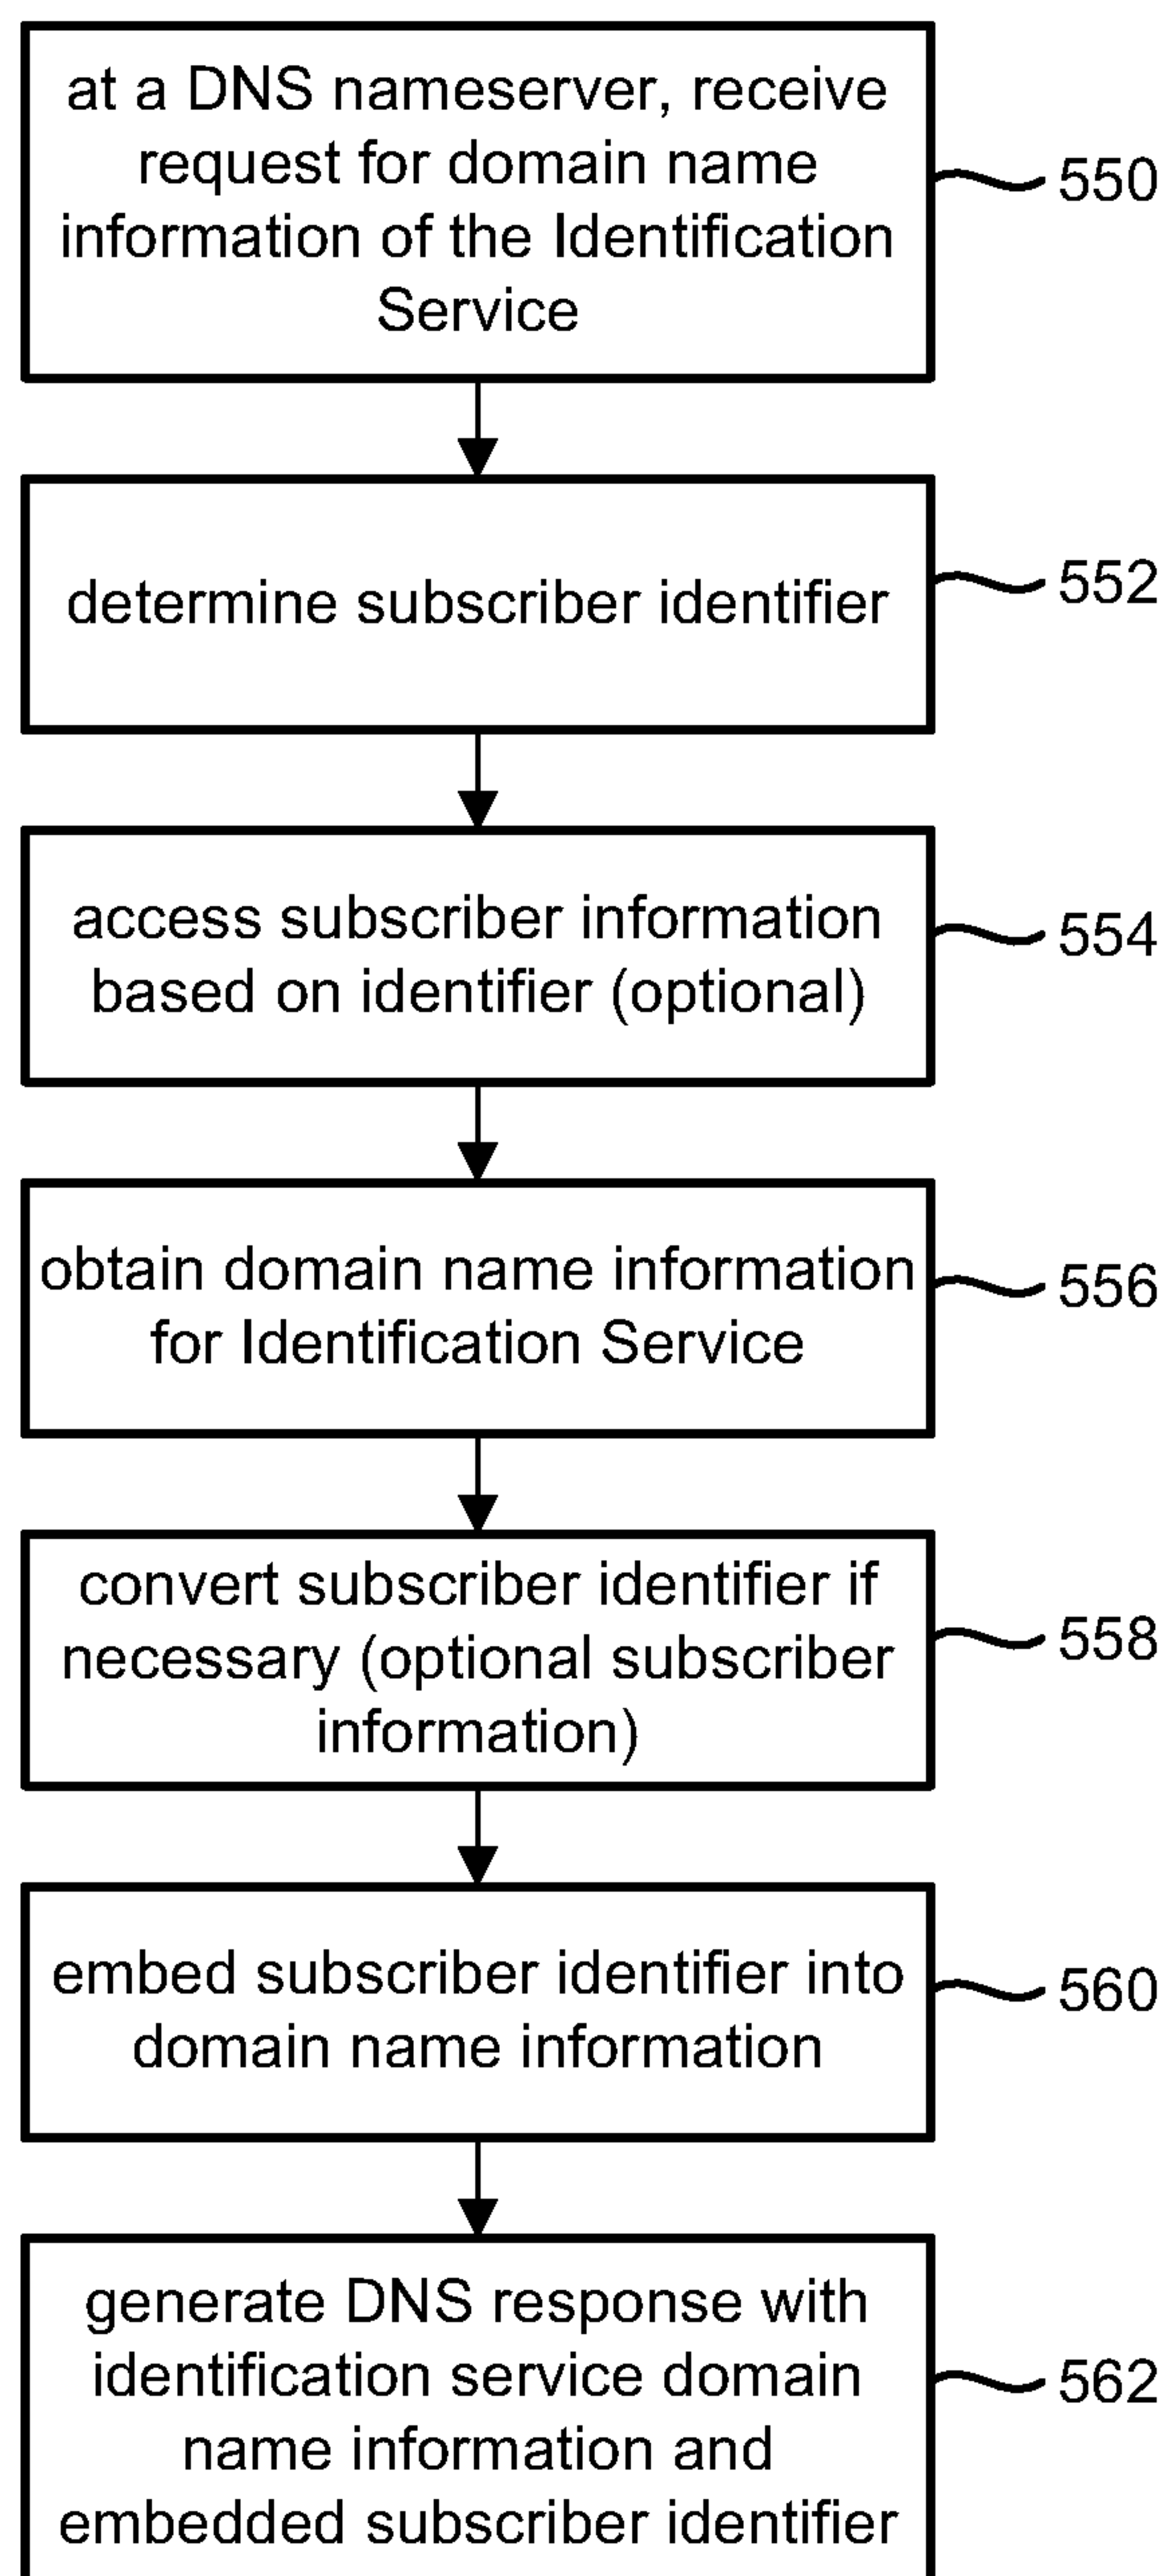 at a DNS nameserver, receive
request for domain name
information of the Identification
Service
550
determine subscriber identifier
552
access subscriber information
based on identifier (optional)
554
obtain domain name information
for Identification Service
556
convert subscriber identifier if
necessary (optional subscriber
information)
558
embed subscriber identifier into
domain name information
560
generate DNS response with
identification service domain
name information and
embedded subscriber identifier
562